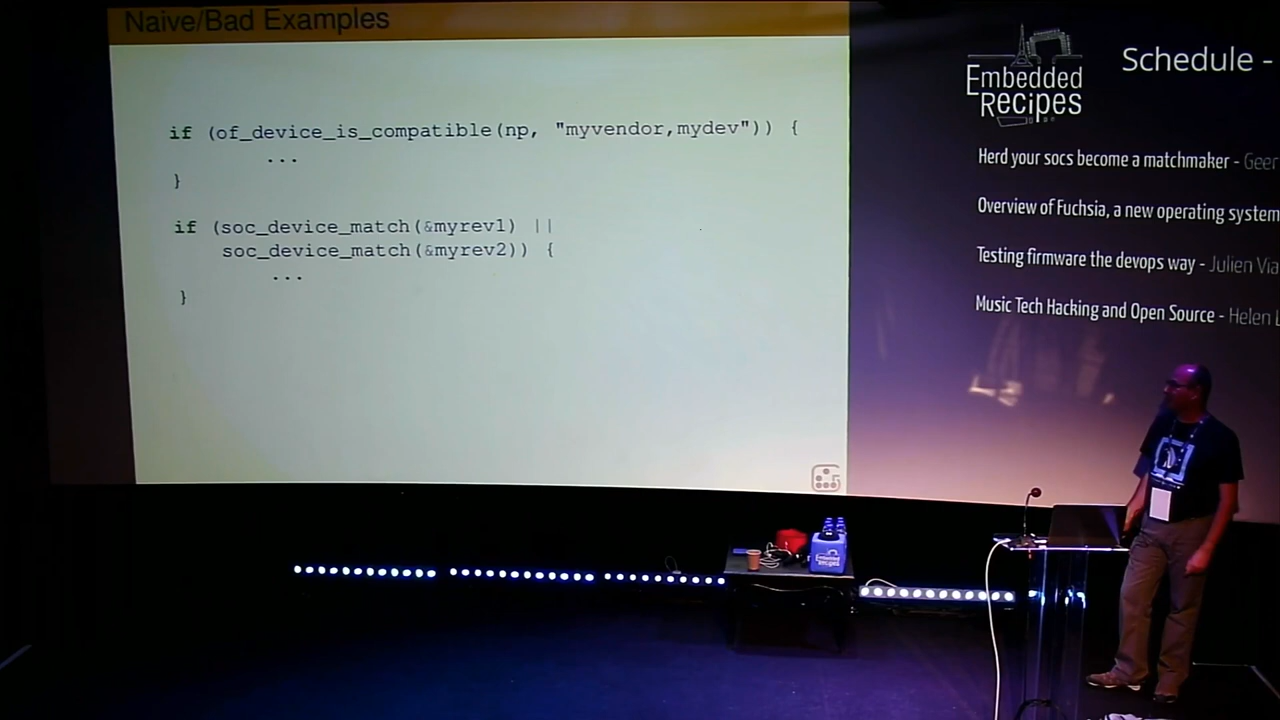 Naive/Bad Examples
if (of_device_is_compatible(np, "myvendor,mydev")) {
...
}
if (soc_device_match(&myrev1) ||
soc_device_match(&myrev2)) {
...
}
Embedded
Recipes
Schedule -
Herd your socs become a matchmaker - Geer
Overview of Fuchsia, a new operating system
Testing firmware the devops way - Julien Via
Music Tech Hacking and Open Source - Helen L
Embedded
Recipes